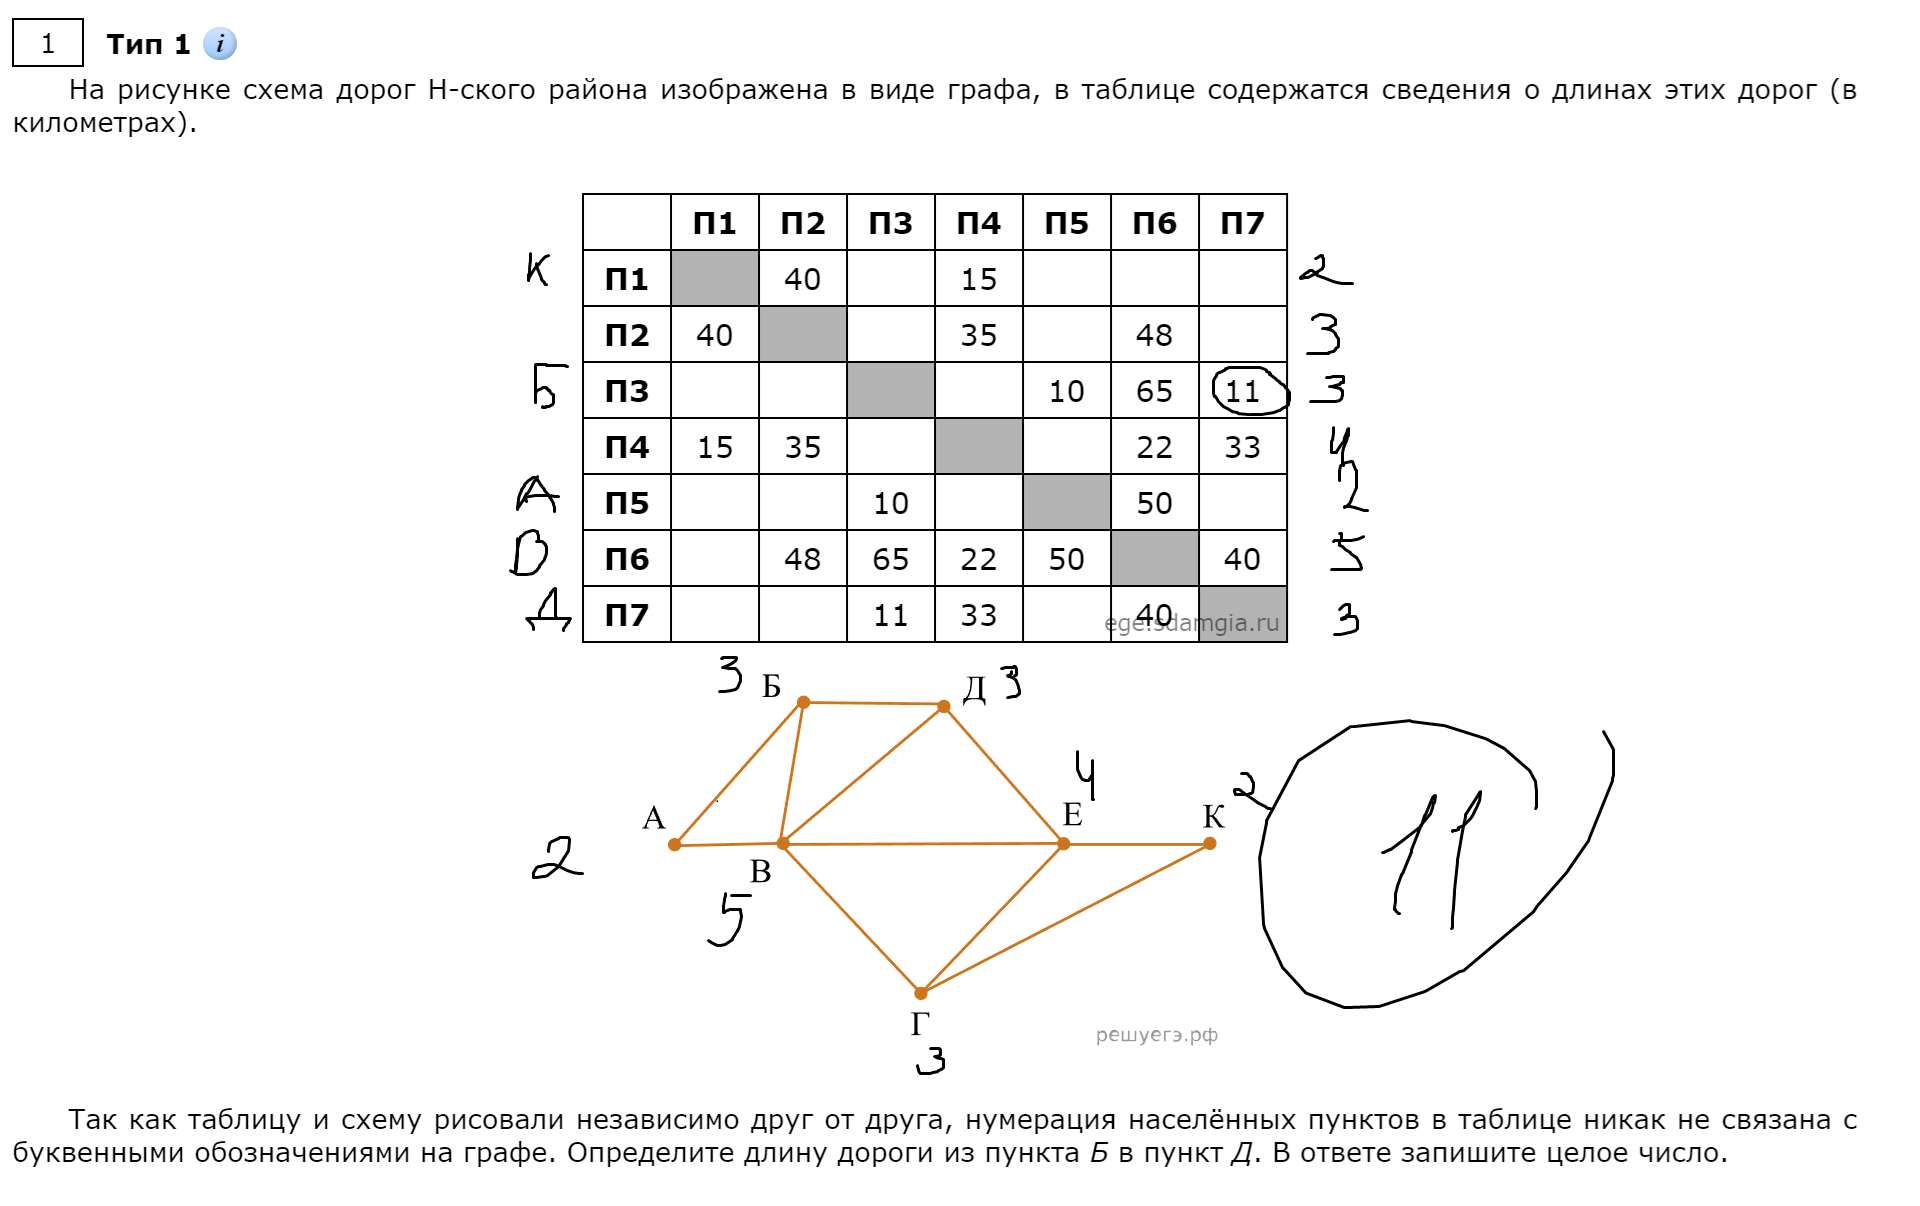 1 Тип 1 i
На рисунке схема дорог Н-ского района изображена в виде графа, в таблице содержатся сведения о длинах этих дорог (в
километрах).
П1 П2 П3 П4 П5 П6 П7
К П1 40 15 2
П2 40 35 48 3
Б П3 10 65 11 3
П4 15 35 22 33 4
А П5 10 50 2
В П6 48 65 22 50 40 5
Д П7 11 33 40 3
ege.sdamgia.ru
3 Б Д 3
4
2
А Е К
11
2 В
5
Г
3
решуегэ.рф
Так как таблицу и схему рисовали независимо друг от друга, нумерация населённых пунктов в таблице никак не связана с
буквенными обозначениями на графе. Определите длину дороги из пункта Б в пункт Д. В ответе запишите целое число.